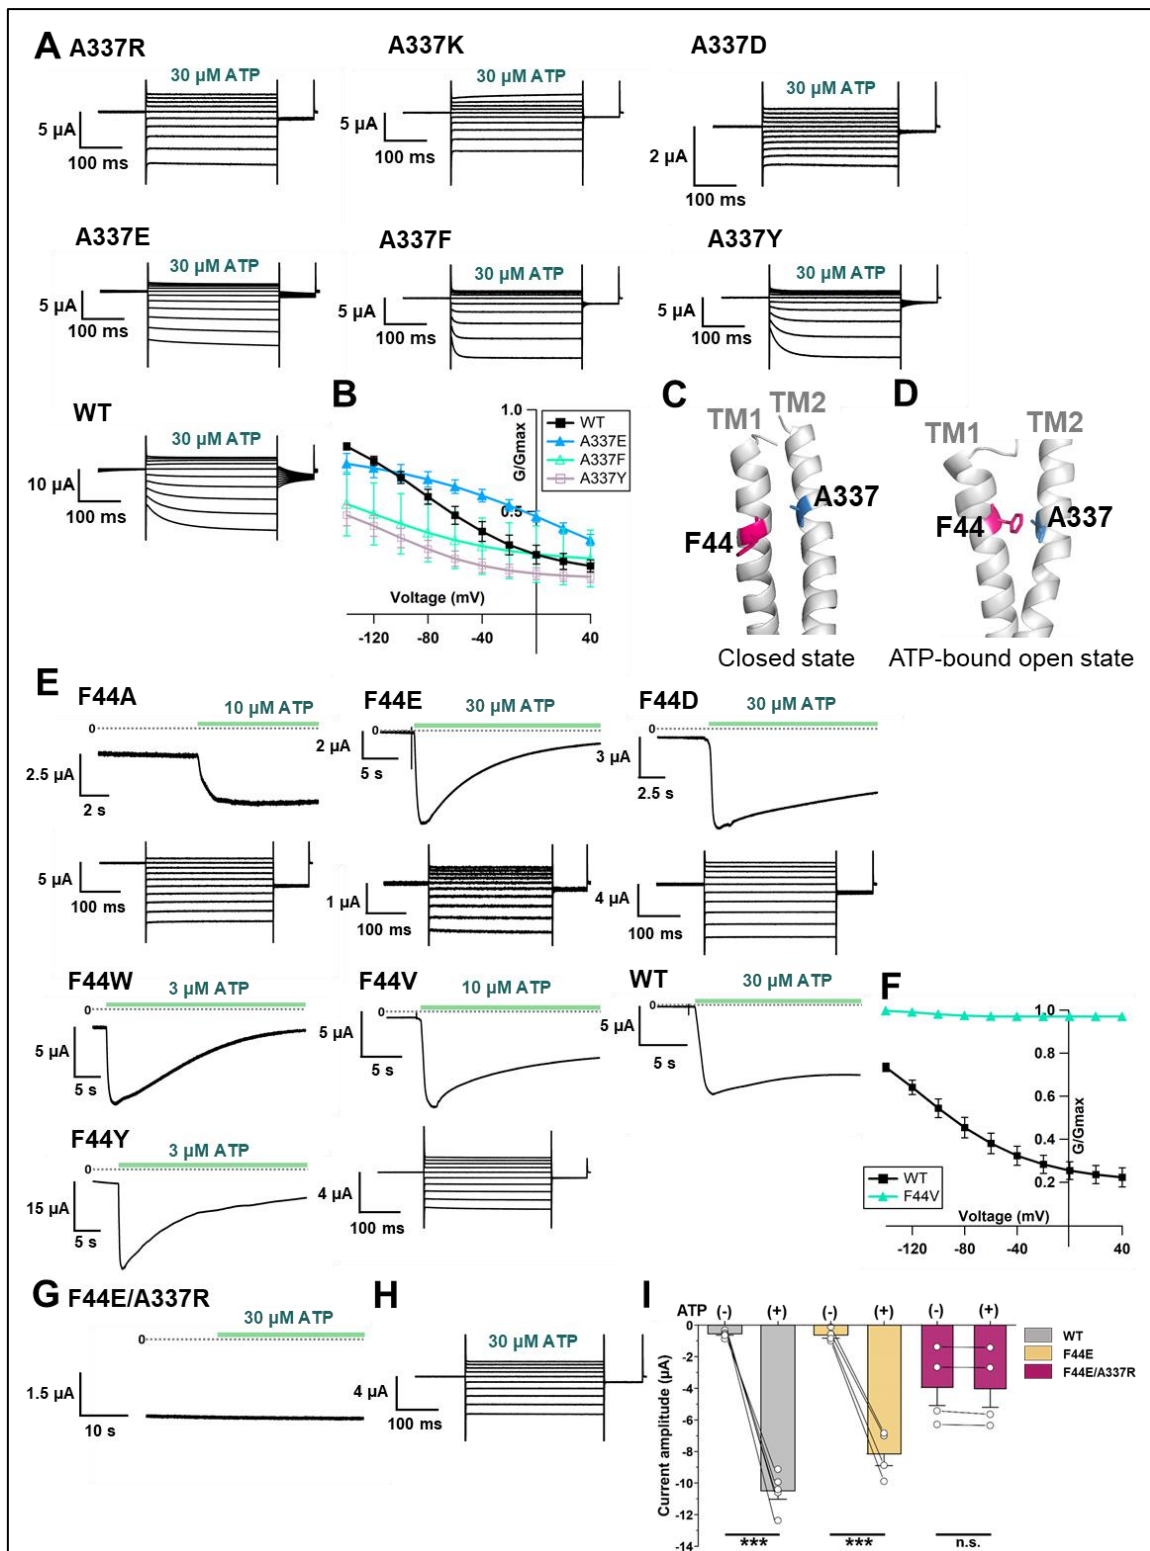 A
A337R
30 µM ATP
5 µA
100 ms
A337K
30 µM ATP
5 µA
100 ms
A337D
30 µM ATP
2 µA
100 ms
A337E
30 µM ATP
5 µA
100 ms
A337F
30 µM ATP
5 µA
100 ms
A337Y
30 µM ATP
5 µA
100 ms
WT
30 µM ATP
10 µA
100 ms
B
1.0
G/Gmax
0.5
WT
A337E
A337F
A337Y
Voltage (mV)
-120 -80 -40 40
C
TM1
TM2
F44
A337
Closed state
D
TM1
TM2
F44
A337
ATP-bound open state
E
F44A
10 µM ATP
0
2.5 µA
2 s
5 µA
100 ms
F44E
30 µM ATP
0
2 µA
5 s
1 µA
100 ms
F44D
30 µM ATP
0
3 µA
2.5 s
4 µA
100 ms
F44W
3 µM ATP
0
5 µA
5 s
F44V
10 µM ATP
0
5 µA
5 s
4 µA
100 ms
WT
30 µM ATP
0
5 µA
5 s
F44Y
3 µM ATP
0
15 µA
5 s
F
1.0
0.8
0.6
0.4
0.2
G/Gmax
WT
F44V
Voltage (mV)
-120 -80 -40 40
G
F44E/A337R
30 µM ATP
0
1.5 µA
10 s
H
30 µM ATP
4 µA
100 ms
I
ATP (-) (+) (-) (+) (-) (+)
0
-2
-4
-6
-8
-10
-12
-14
Current amplitude (µA)
WT
F44E
F44E/A337R
*** *** n.s.